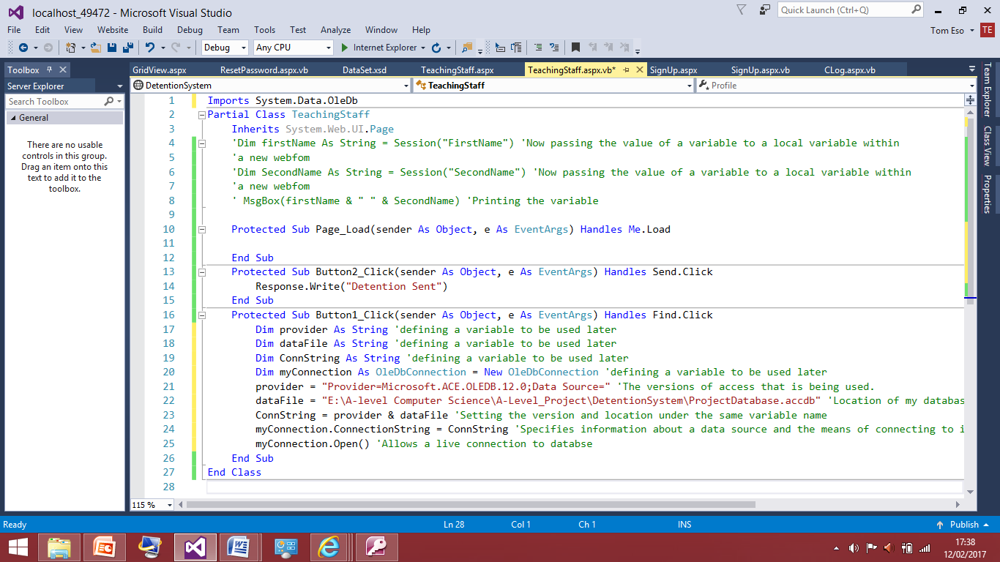 localhost_49472 - Microsoft Visual Studio
Quick Launch (Ctrl+Q)
File Edit View Website Build Debug Team Tools Test Analyze Window Help
Tom Eso TE
Debug Any CPU Internet Explorer
Toolbox
GridView.aspx ResetPassword.aspx.vb DataSet.xsd TeachingStaff.aspx TeachingStaff.aspx.vb* SignUp.aspx SignUp.aspx.vb CLog.aspx.vb
Server Explorer
DetentionSystem TeachingStaff Profile
Search Toolbox
General
There are no usable
controls in this group.
Drag an item onto this
text to add it to the
toolbox.
1 Imports System.Data.OleDb
2 Partial Class TeachingStaff
3 Inherits System.Web.UI.Page
4 'Dim firstName As String = Session("FirstName") 'Now passing the value of a variable to a local variable within
5 'a new webfom
6 'Dim SecondName As String = Session("SecondName") 'Now passing the value of a variable to a local variable within
7 'a new webfom
8 ' MsgBox(firstName & " " & SecondName) 'Printing the variable
9
10 Protected Sub Page_Load(sender As Object, e As EventArgs) Handles Me.Load
11
12 End Sub
13 Protected Sub Button2_Click(sender As Object, e As EventArgs) Handles Send.Click
14 Response.Write("Detention Sent")
15 End Sub
16 Protected Sub Button1_Click(sender As Object, e As EventArgs) Handles Find.Click
17 Dim provider As String 'defining a variable to be used later
18 Dim dataFile As String 'defining a variable to be used later
19 Dim ConnString As String 'defining a variable to be used later
20 Dim myConnection As OleDbConnection = New OleDbConnection 'defining a variable to be used later
21 provider = "Provider=Microsoft.ACE.OLEDB.12.0;Data Source=" 'The versions of access that is being used.
22 dataFile = "E:\A-level Computer Science\A-Level_Project\DetentionSystem\ProjectDatabase.accdb" 'Location of my databas
23 ConnString = provider & dataFile 'Setting the version and location under the same variable name
24 myConnection.ConnectionString = ConnString 'Specifies information about a data source and the means of connecting to i
25 myConnection.Open() 'Allows a live connection to databse
26 End Sub
27 End Class
28
Team Explorer
Class View
Properties
115 %
Ready Ln 28 Col 1 Ch 1 INS Publish
17:38
12/02/2017